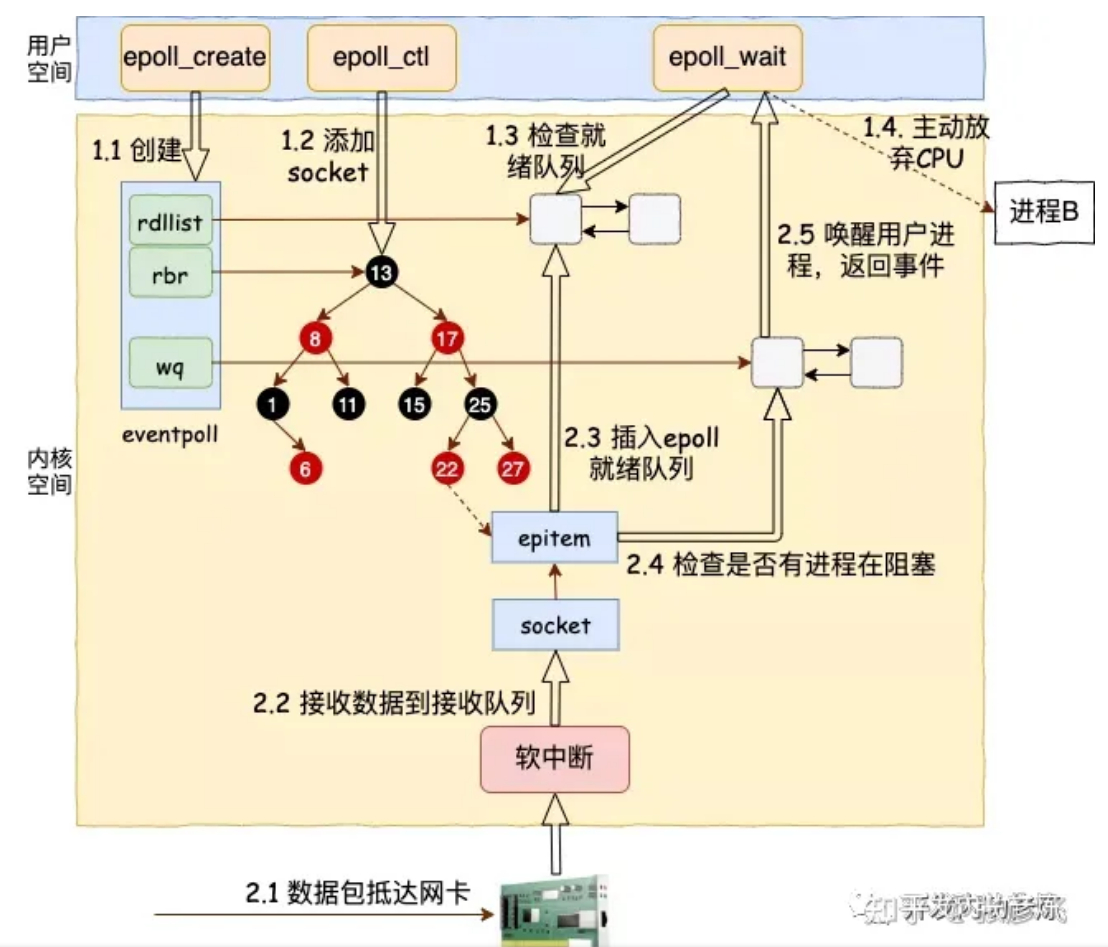 用户
空间
epoll_create
epoll_ctl
epoll_wait
1.1 创建
1.2 添加
socket
1.3 检查就
绪队列
1.4. 主动放
弃CPU
进程B
rdllist
rbr
wq
eventpoll
13
8
17
1
11
15
25
6
22
27
2.5 唤醒用户进
程，返回事件
内核
空间
2.3 插入epoll
就绪队列
epitem
2.4 检查是否有进程在阻塞
socket
2.2 接收数据到接收队列
软中断
2.1 数据包抵达网卡
知乎